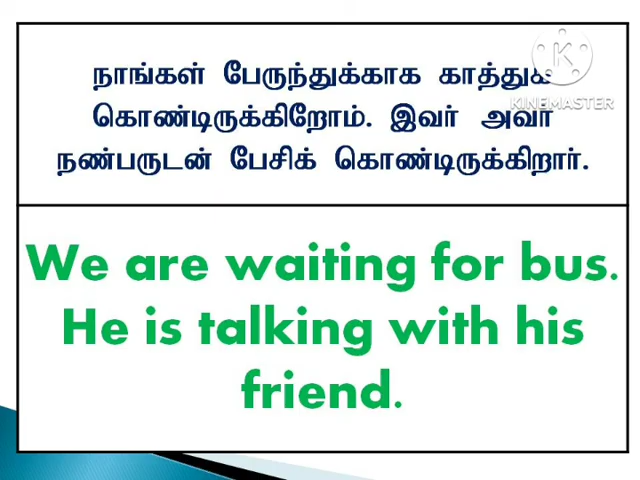 நாங்கள் பேருந்துக்காக காத்துக்
கொண்டிருக்கிறோம். இவர் அவர்
நண்பருடன் பேசிக் கொண்டிருக்கிறார்.
K
KINEMASTER
We are waiting for bus.
He is talking with his
friend.